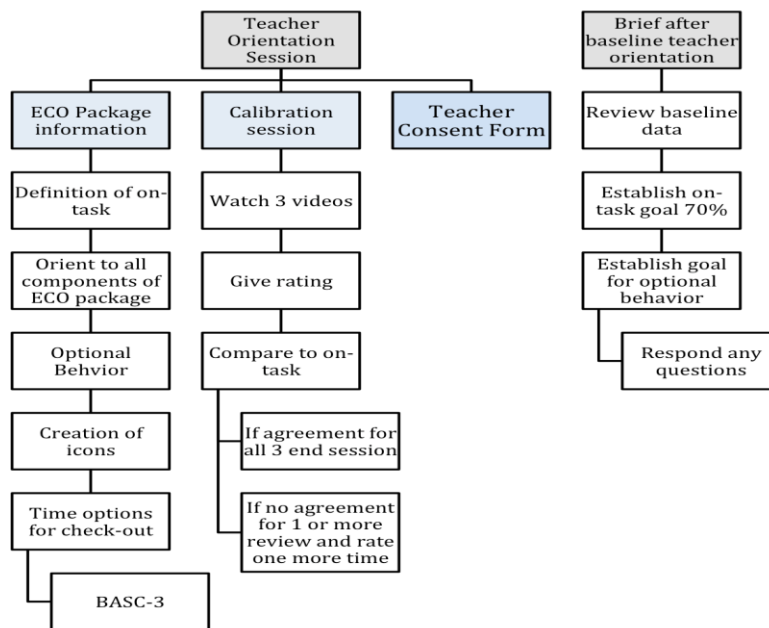 Teacher
Orientation
Session
ECO Package
information
Definition of on-
task
Orient to all
components of
ECO package
Optional
Behvior
Creation of
icons
Time options
for check-out
BASC-3
Calibration
session
Watch 3 videos
Give rating
Compare to on-
task
If agreement for
all 3 end session
If no agreement
for 1 or more
review and rate
one more time
Teacher
Consent Form
Brief after
baseline teacher
orientation
Review baseline
data
Establish on-
task goal 70%
Establish goal
for optional
behavior
Respond any
questions